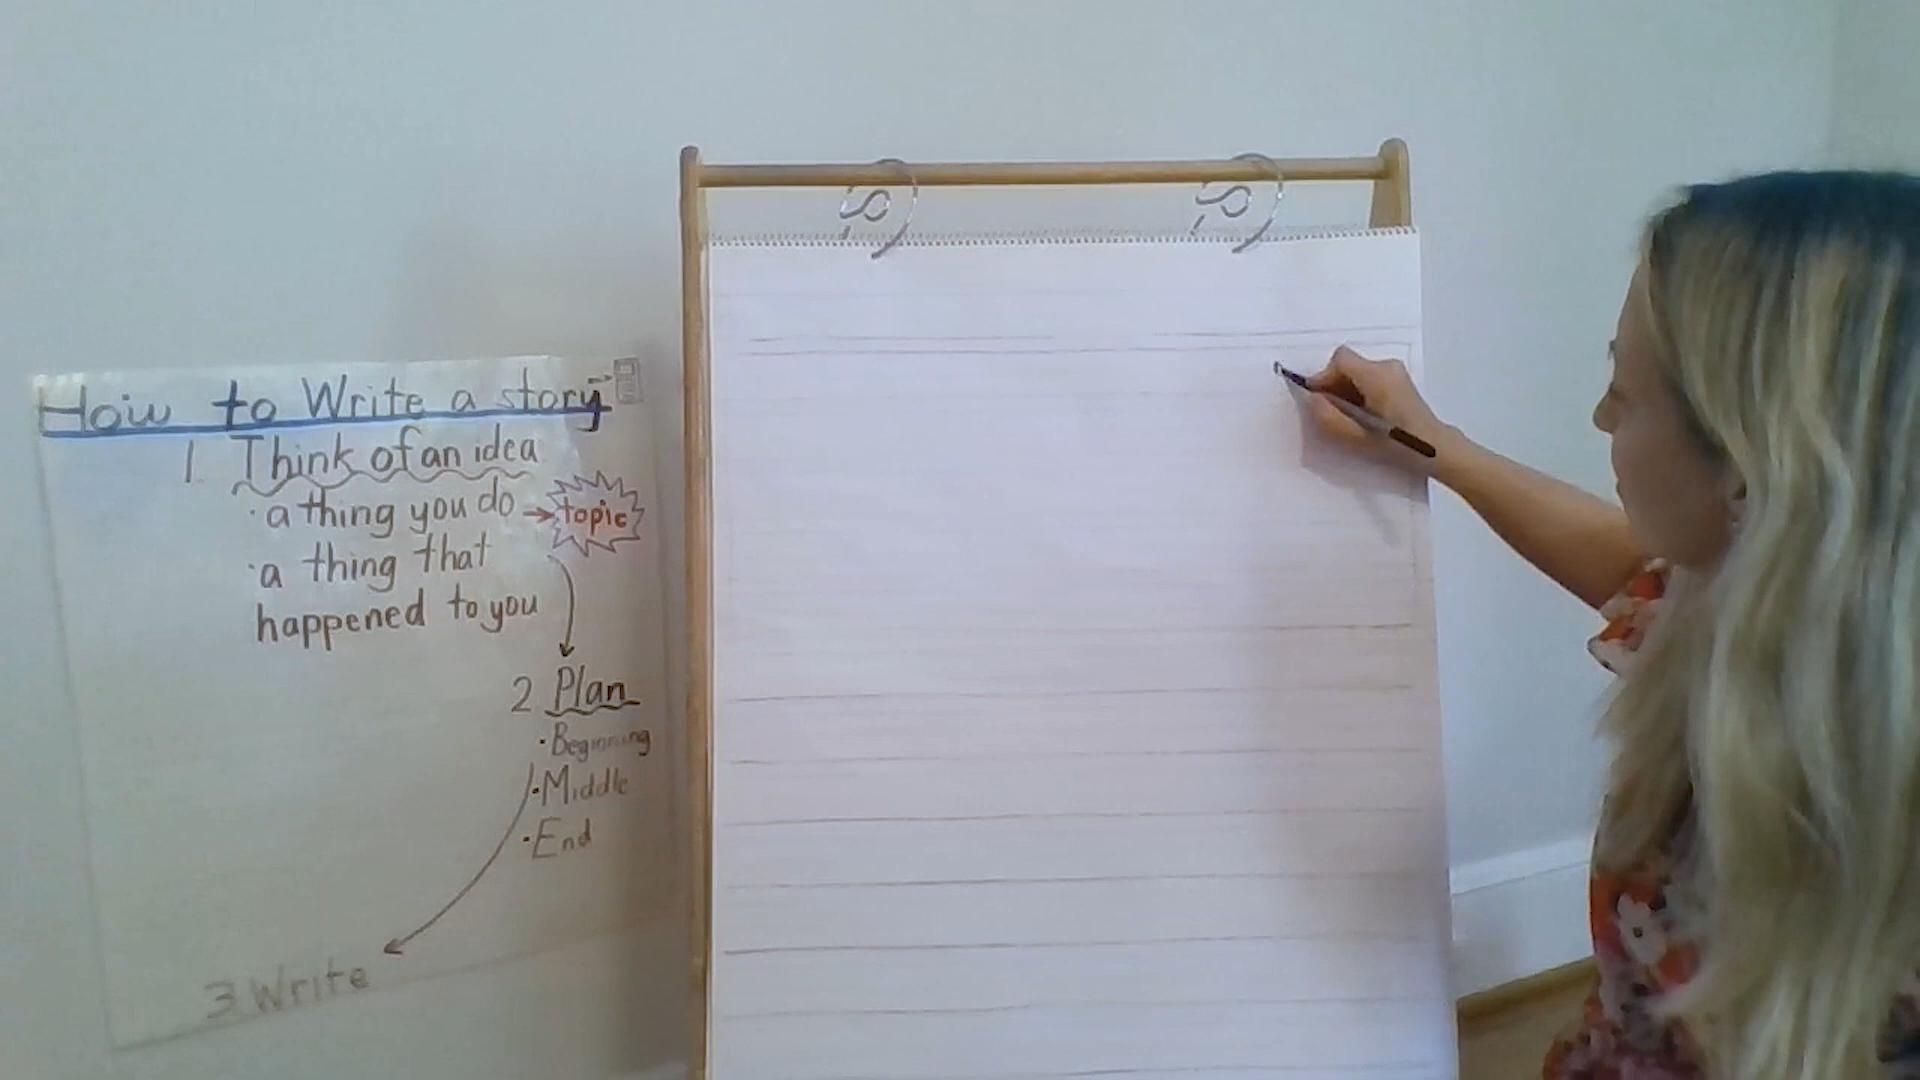 How to Write a story
1. Think of an idea
· a thing you do → topic
· a thing that
happened to you
2 Plan
· Beginning
· Middle
· End
3 Write